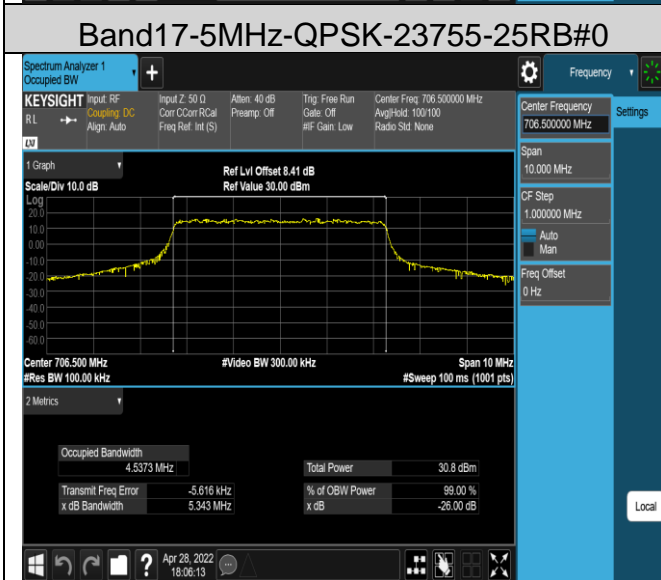 Band17-5MHz-QPSK-23755-25RB#0
Spectrum Analyzer 1
Occupied BW
Frequency
KEYSIGHT
RL
Input: RF
Coupling: DC
Align: Auto
Input Z: 50 Ω
Corr CCorr RCal
Freq Ref: Int (S)
Atten: 40 dB
Preamp: Off
Trig: Free Run
Gate: Off
#IF Gain: Low
Center Freq: 706.500000 MHz
Avg|Hold: 100/100
Radio Std: None
Center Frequency
706.500000 MHz
Settings
Span
10.000 MHz
CF Step
1.000000 MHz
Auto
Man
Freq Offset
0 Hz
1 Graph
Scale/Div 10.0 dB
Ref Lvl Offset 8.41 dB
Ref Value 30.00 dBm
Log
20.0
10.0
0.00
-10.0
-20.0
-30.0
-40.0
-50.0
-60.0
Center 706.500 MHz
#Video BW 300.00 kHz
Span 10 MHz
#Res BW 100.00 kHz
#Sweep 100 ms (1001 pts)
2 Metrics
Occupied Bandwidth
4.5373 MHz
Total Power 30.8 dBm
Transmit Freq Error -5.616 kHz
% of OBW Power 99.00 %
x dB Bandwidth 5.343 MHz
x dB -26.00 dB
Local
Apr 28, 2022
18:06:13